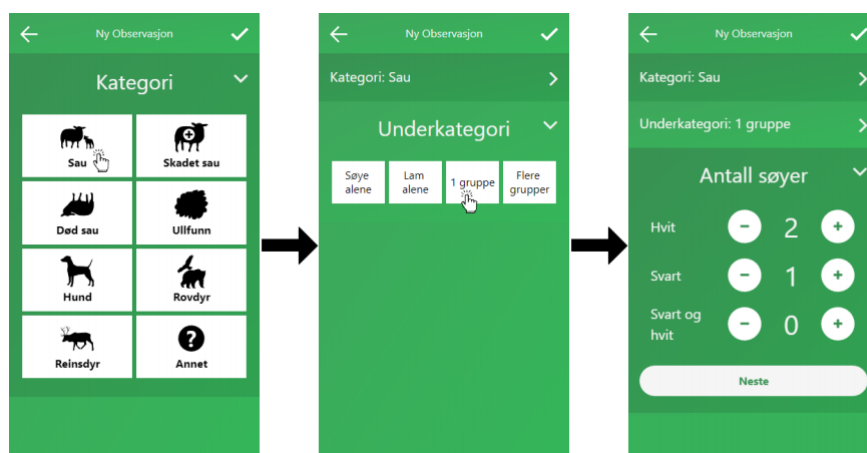 Ny Observasjon
Kategori
Sau
Skadet sau
Død sau
Ullfunn
Hund
Rovdyr
Reinsdyr
Annet
Ny Observasjon
Kategori: Sau
Underkategori
Søye
alene
Lam
alene
1 gruppe
Flere
grupper
Ny Observasjon
Kategori: Sau
Underkategori: 1 gruppe
Antall søyer
Hvit
- 2 +
Svart
- 1 +
Svart og
hvit
- 0 +
Neste